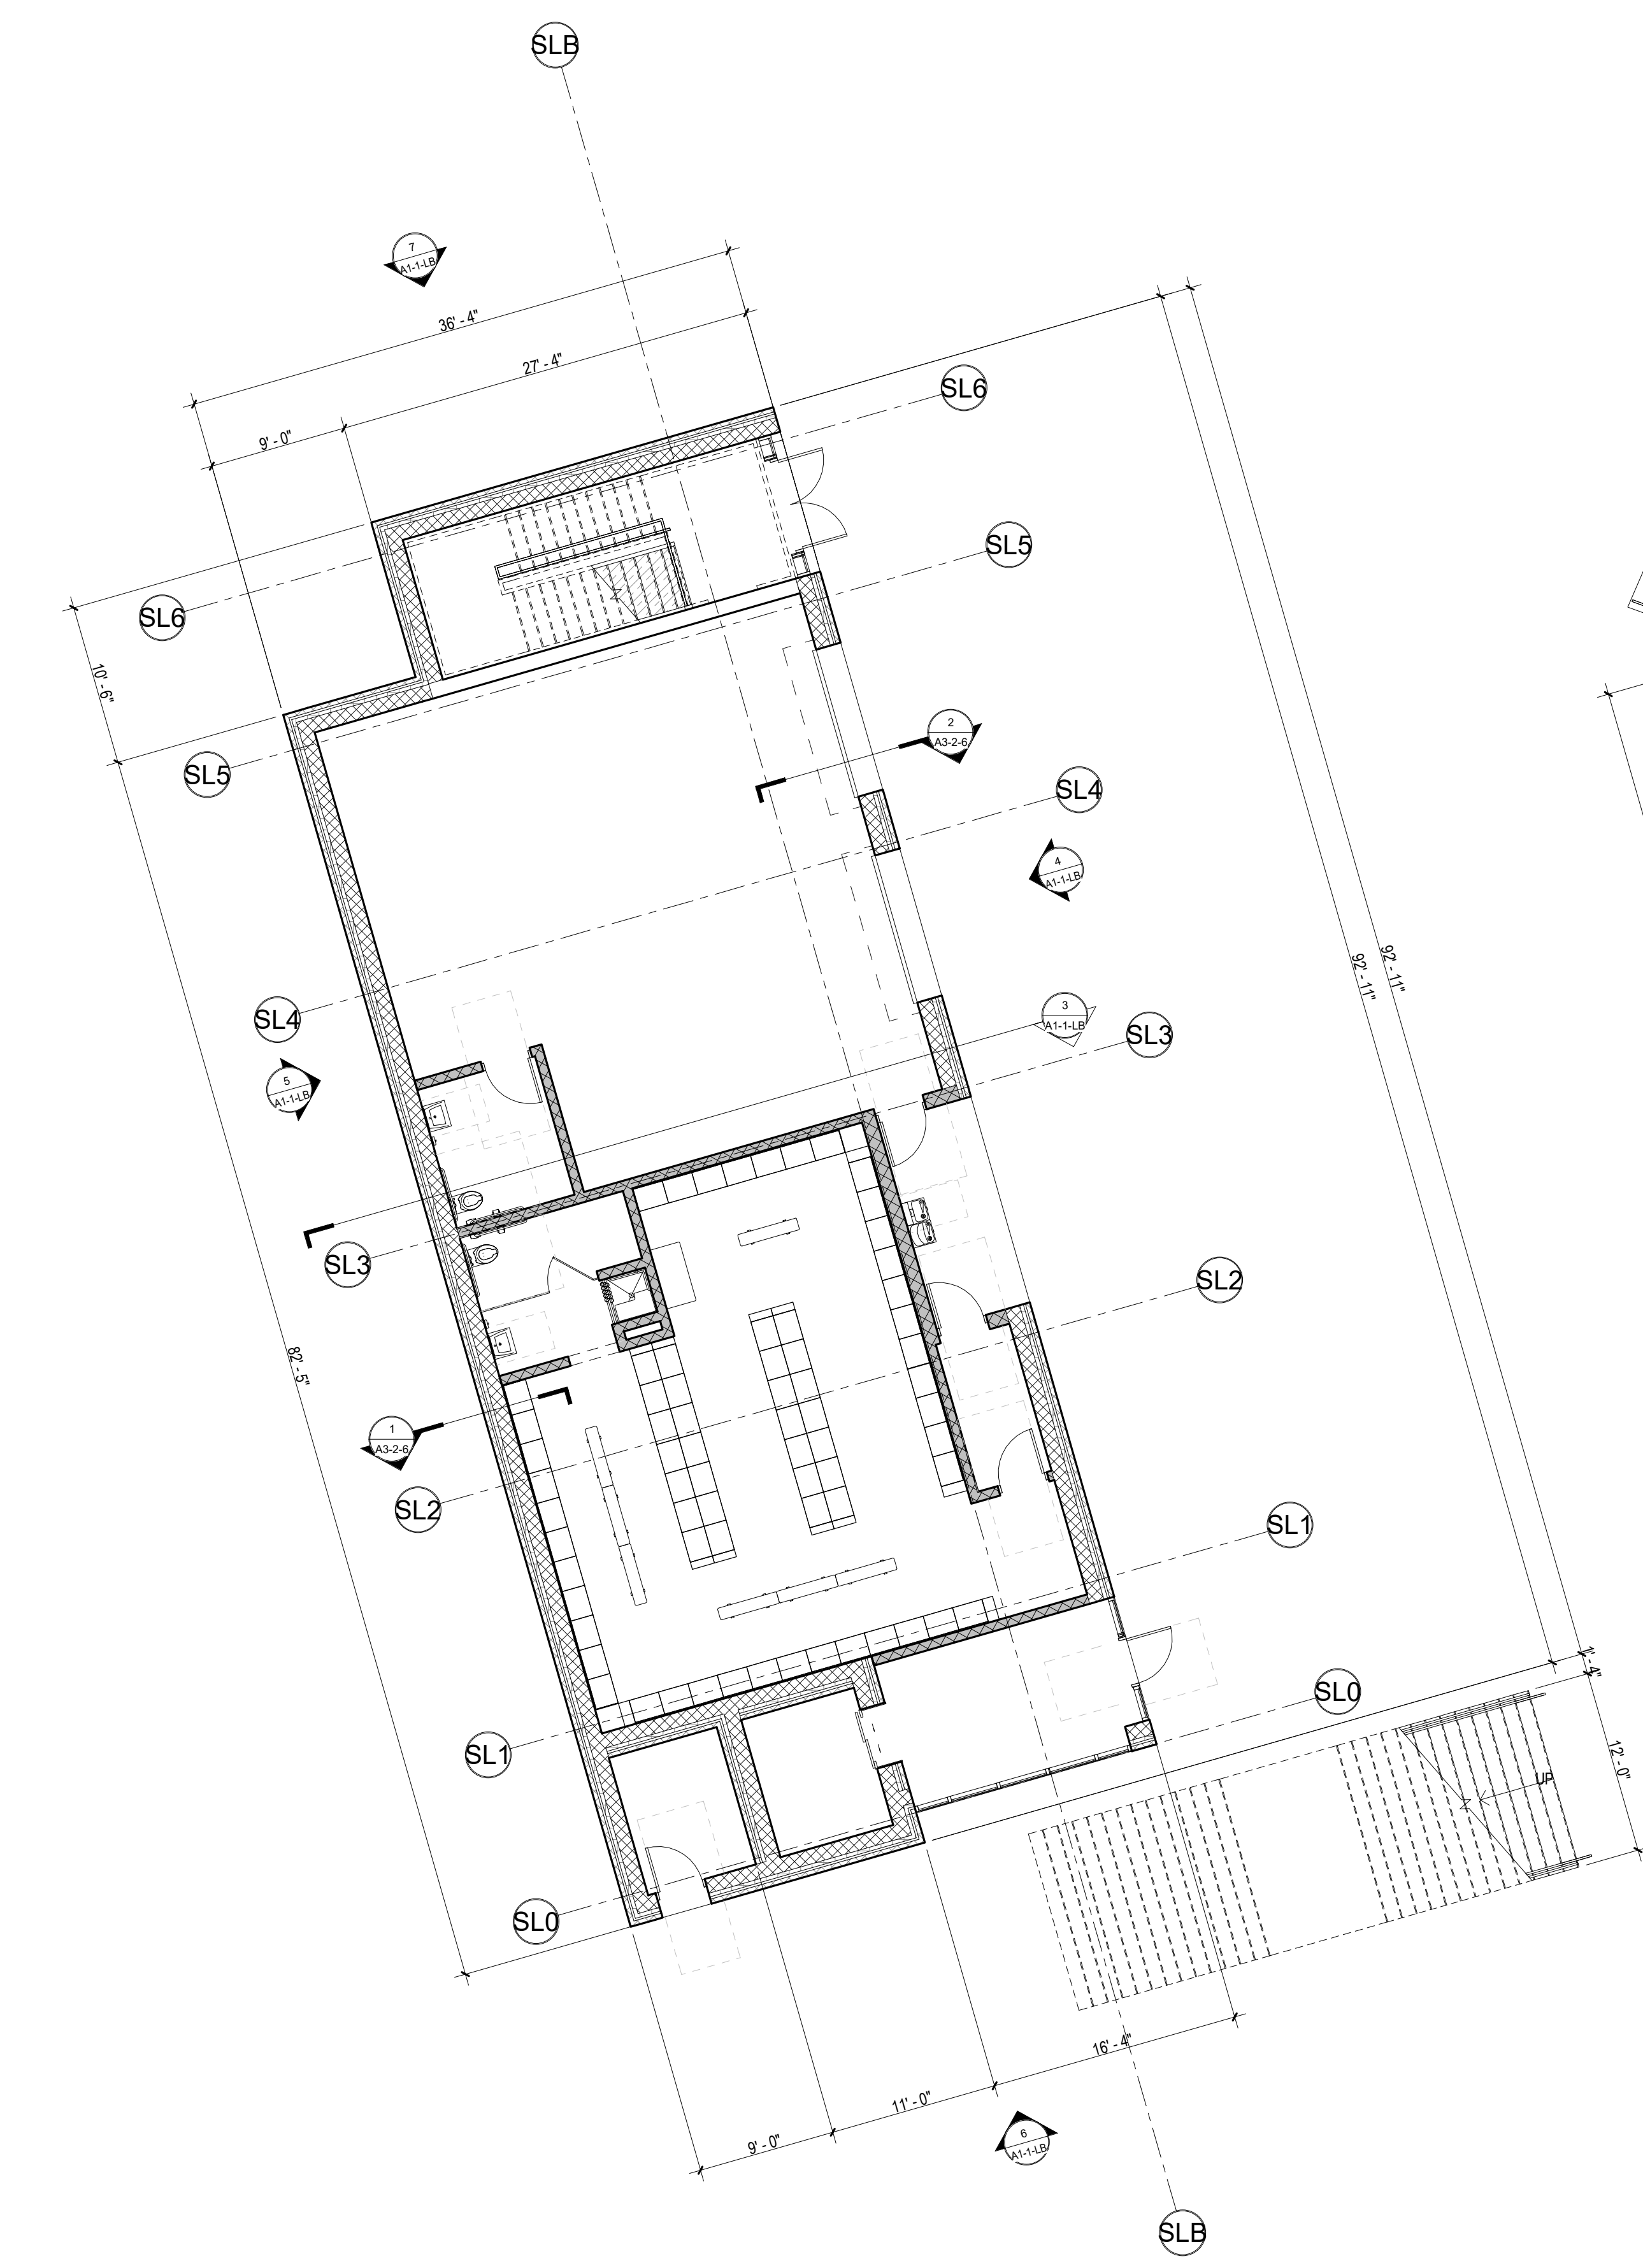 SLB
7
A1-1-LB
36' - 4"
27' - 4"
9' - 0"
SL6
SL5
SL6
10' - 6"
2
A3-2-6
SL5
SL4
4
A1-1-LB
92' - 11"
92' - 11"
3
A1-1-LB
SL4
SL3
5
A1-1-LB
SL3
SL2
82' - 5"
1
A3-2-6
SL2
SL1
1' - 4"
SL0
SL1
12' - 0"
UP
SL0
16' - 4"
11' - 0"
9' - 0"
6
A1-1-LB
SLB